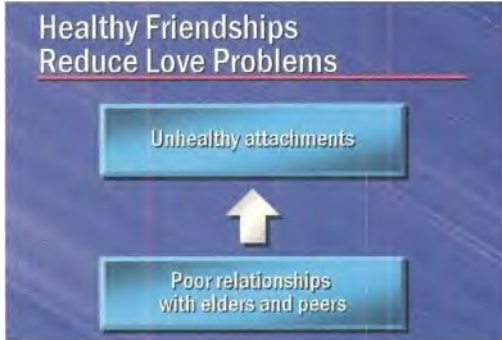 Healthy Friendships
Reduce Love Problems
Unhealthy attachments
Poor relationships
with elders and peers